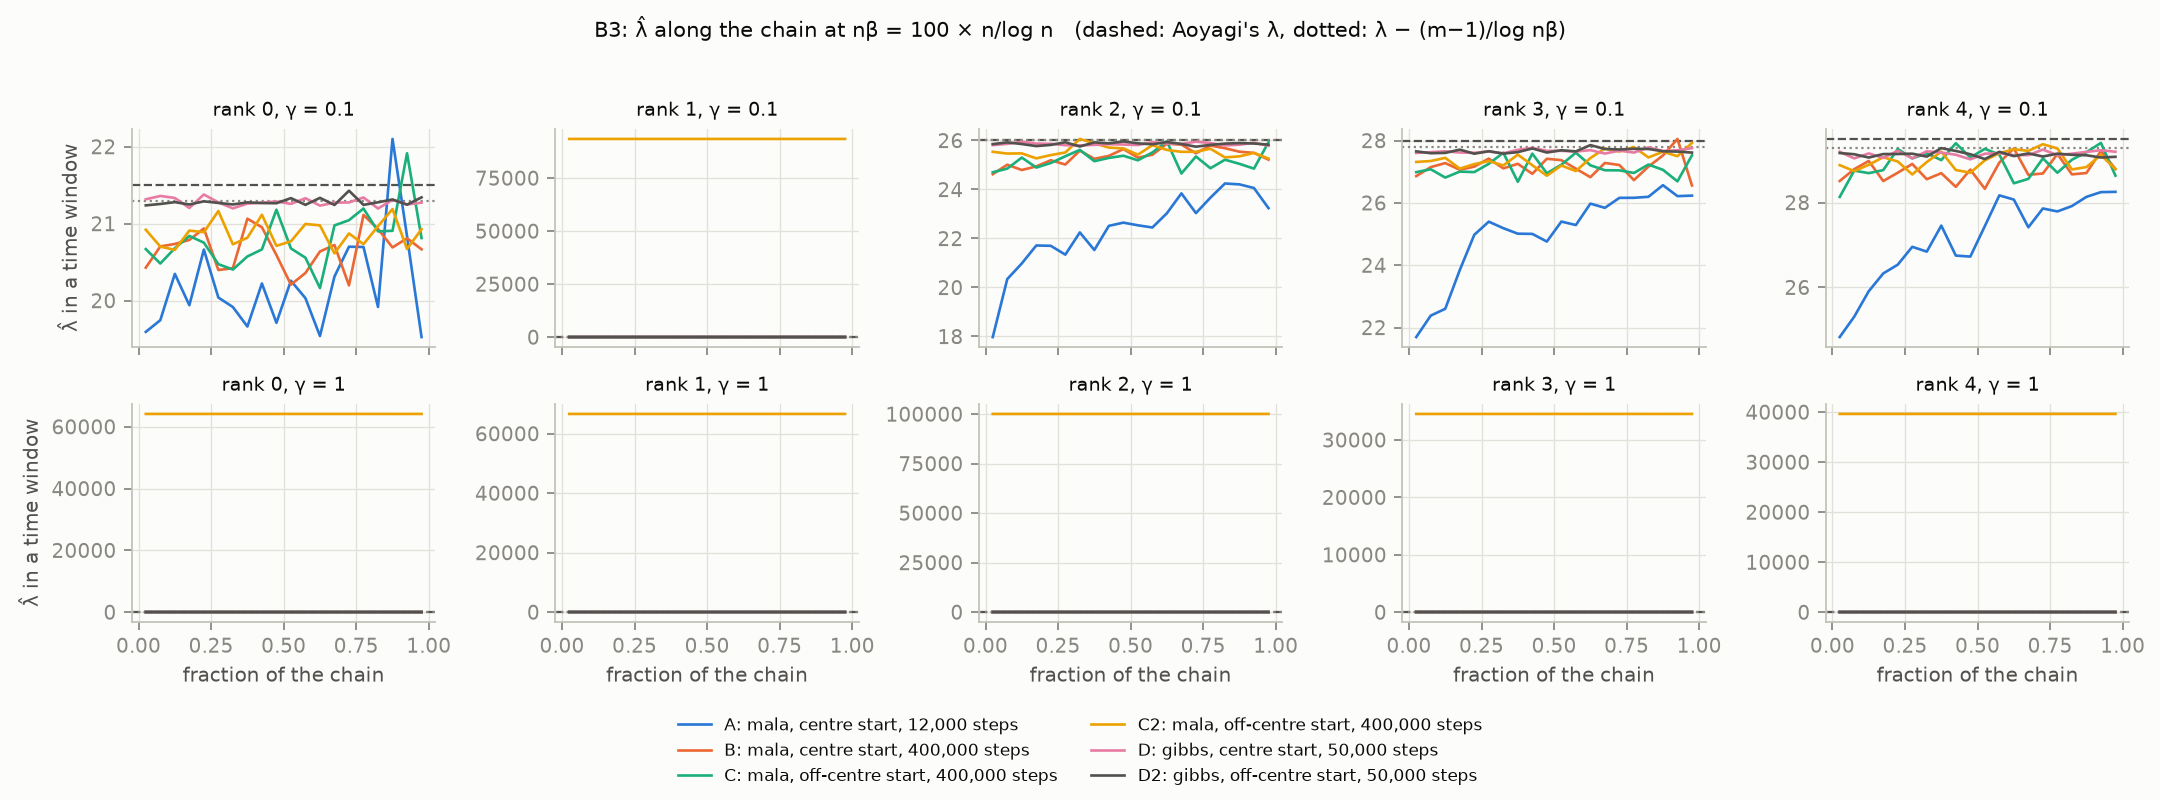 B3: λ̂ along the chain at nβ = 100 × n/log n   (dashed: Aoyagi's λ, dotted: λ − (m−1)/log nβ)
rank 0, γ = 0.1
rank 1, γ = 0.1
rank 2, γ = 0.1
rank 3, γ = 0.1
rank 4, γ = 0.1
λ̂ in a time window
22
21
20
75000
50000
25000
0
26
24
22
20
18
28
26
24
22
28
26
rank 0, γ = 1
rank 1, γ = 1
rank 2, γ = 1
rank 3, γ = 1
rank 4, γ = 1
λ̂ in a time window
60000
40000
20000
0
60000
40000
20000
0
100000
75000
50000
25000
0
30000
20000
10000
0
40000
30000
20000
10000
0
0.00 0.25 0.50 0.75 1.00
0.00 0.25 0.50 0.75 1.00
0.00 0.25 0.50 0.75 1.00
0.00 0.25 0.50 0.75 1.00
0.00 0.25 0.50 0.75 1.00
fraction of the chain
fraction of the chain
fraction of the chain
fraction of the chain
fraction of the chain
A: mala, centre start, 12,000 steps
B: mala, centre start, 400,000 steps
C: mala, off-centre start, 400,000 steps
C2: mala, off-centre start, 400,000 steps
D: gibbs, centre start, 50,000 steps
D2: gibbs, off-centre start, 50,000 steps